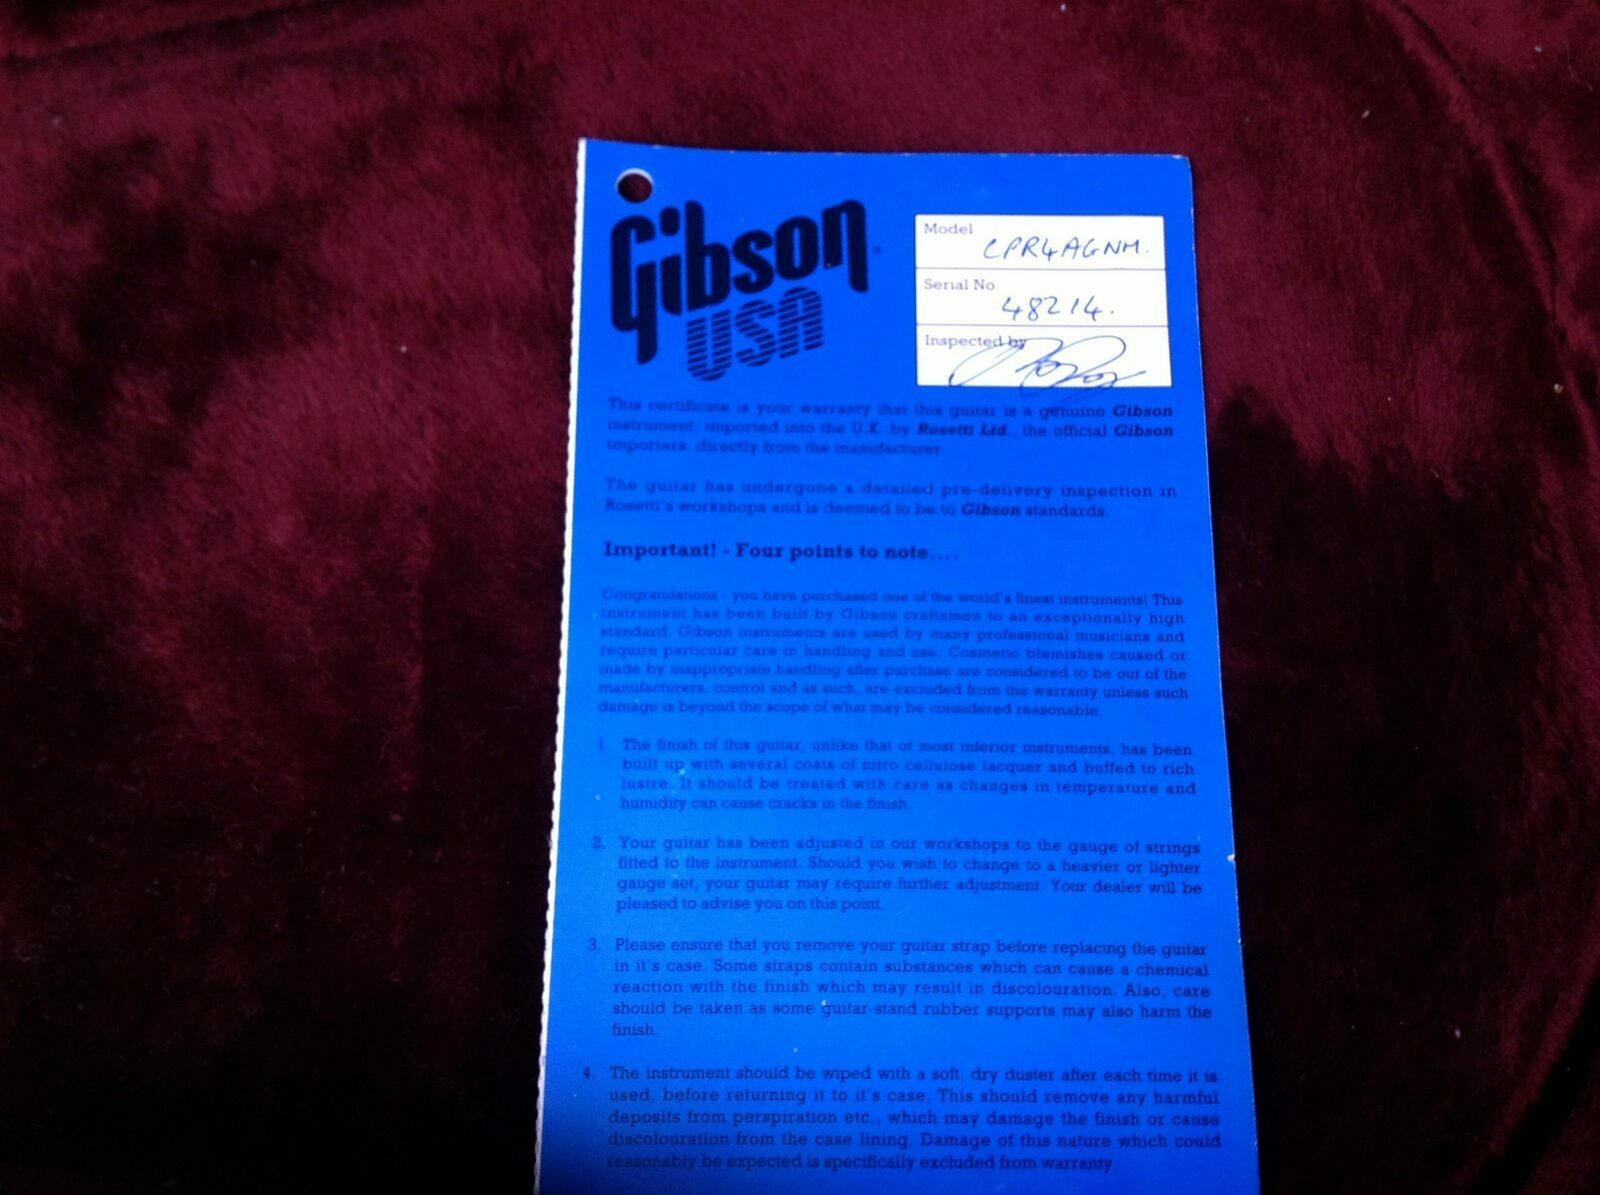 Gibson
USA
Model
CPR4AGNH.
Serial No.
48214.
Inspected by
This certificate is your warranty that this guitar is a genuine Gibson
instrument, imported into the U.K. by Rosetti Ltd., the official Gibson
importers, directly from the manufacturer.
The guitar has undergone a detailed pre-delivery inspection in
Rosetti's workshops and is deemed to be to Gibson standards.
Important! - Four points to note....
Congratulations - you have purchased one of the world's finest instruments! This
instrument has been built by Gibson craftsmen to an exceptionally high
standard. Gibson instruments are used by many professional musicians and
require particular care in handling and use. Cosmetic blemishes caused or
made by inappropriate handling after purchase are considered to be out of the
manufacturers control and as such, are excluded from the warranty unless such
damage is beyond the scope of what may be considered reasonable.
1. The finish of this guitar, unlike that of most inferior instruments, has been
built up with several coats of nitro cellulose lacquer and buffed to rich
lustre. It should be treated with care as changes in temperature and
humidity can cause cracks in the finish.
2. Your guitar has been adjusted in our workshops to the gauge of strings
fitted to the instrument. Should you wish to change to a heavier or lighter
gauge set, your guitar may require further adjustment. Your dealer will be
pleased to advise you on this point.
3. Please ensure that you remove your guitar strap before replacing the guitar
in it's case. Some straps contain substances which can cause a chemical
reaction with the finish which may result in discolouration. Also, care
should be taken as some guitar-stand rubber supports may also harm the
finish.
4. The instrument should be wiped with a soft, dry duster after each time it is
used, before returning it to it's case. This should remove any harmful
deposits from perspiration etc., which may damage the finish or cause
discolouration from the case lining. Damage of this nature which could
reasonably be expected is specifically excluded from warranty.